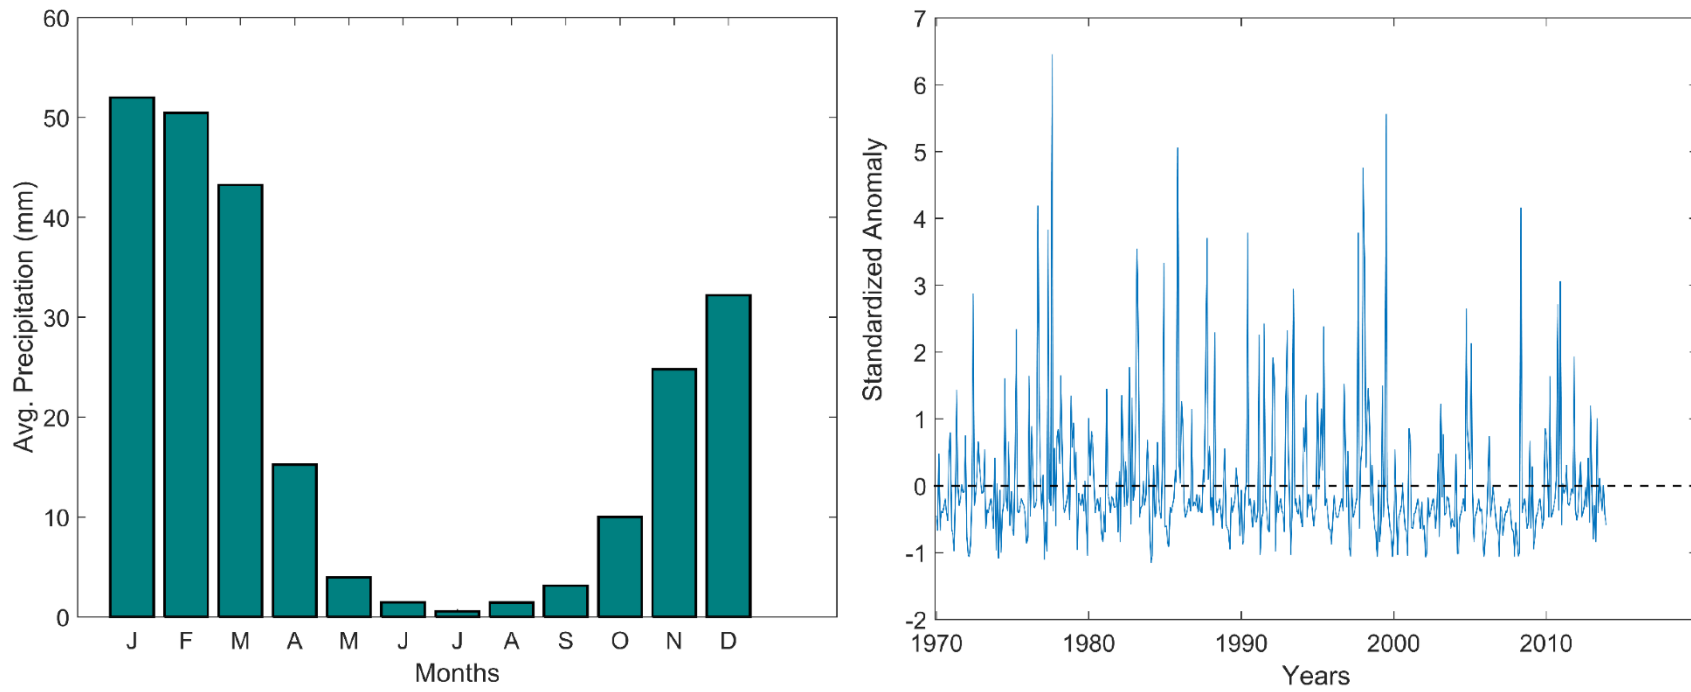 60
50
40
30
20
10
0
Avg. Precipitation (mm)
J F M A M J J A S O N D
Months
7
6
5
4
3
2
1
0
-1
-2
Standardized Anomaly
1970 1980 1990 2000 2010
Years